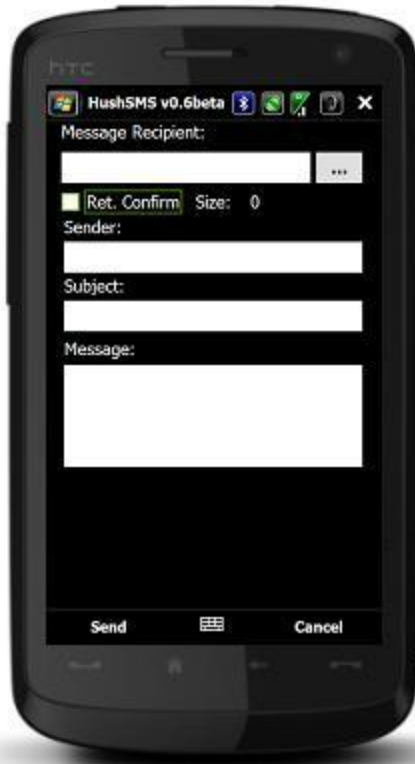 hTC
HushSMS v0.6beta
Message Recipient:
...
Ret. Confirm Size: 0
Sender:
Subject:
Message:
Send Cancel